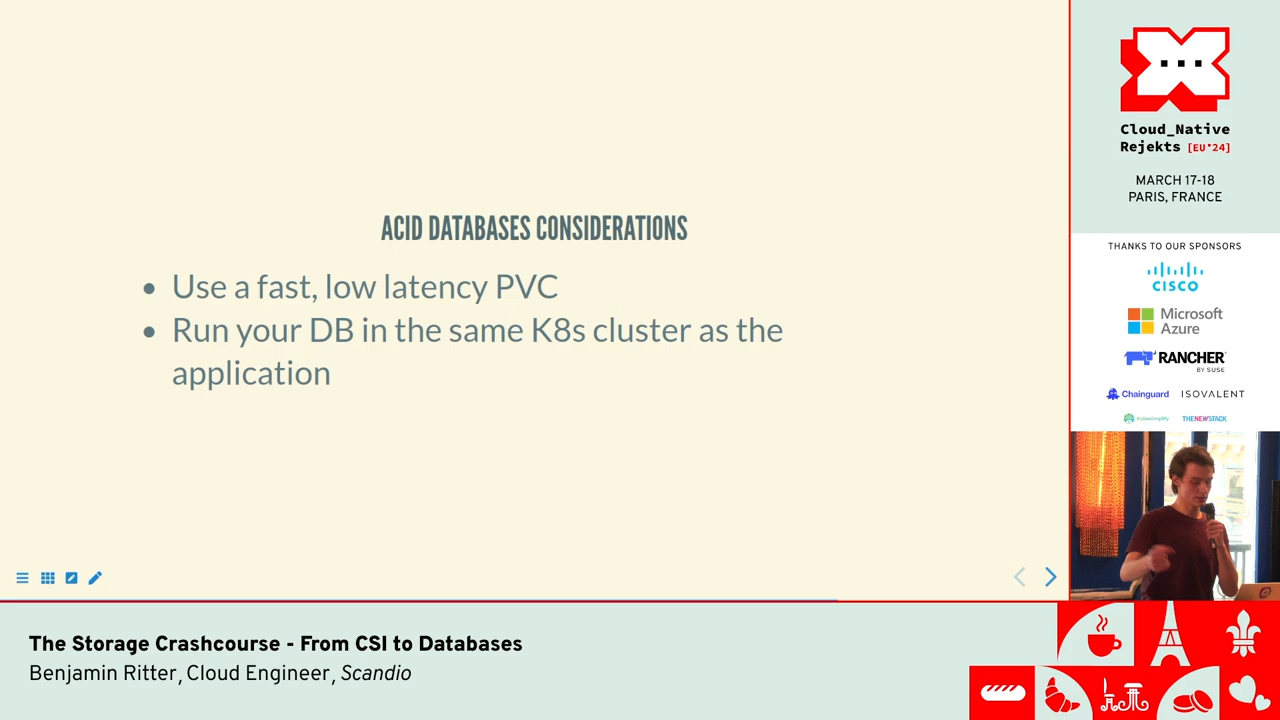 ACID DATABASES CONSIDERATIONS
Use a fast, low latency PVC
Run your DB in the same K8s cluster as the
application
Cloud_Native
Rejekts [EU'24]
MARCH 17-18
PARIS, FRANCE
THANKS TO OUR SPONSORS
CISCO
Microsoft
Azure
RANCHER
BY SUSE
Chainguard ISOVALENT
Kubesimplify THENEWSTACK
The Storage Crashcourse - From CSI to Databases
Benjamin Ritter, Cloud Engineer, Scandio